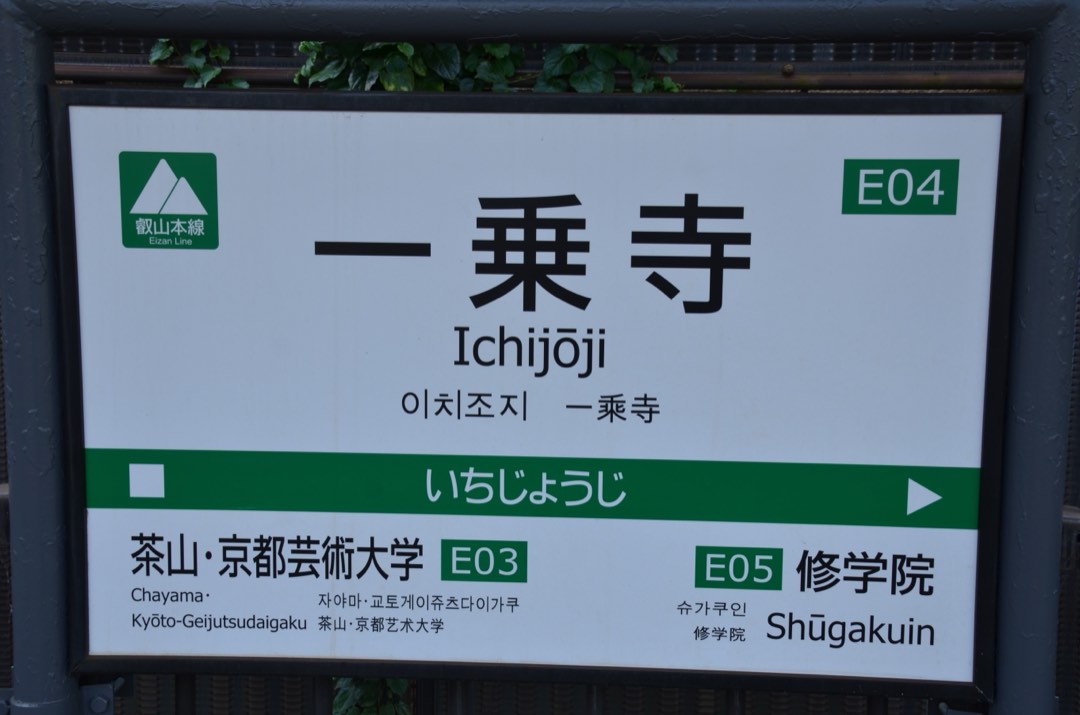 叡山本線
Eizan Line
E04
一乗寺
Ichijōji
이치조지 一乘寺
いちじょうじ
茶山・京都芸術大学 E03
Chayama・
Kyōto-Geijutsudaigaku
자야마・교토게이쥬츠다이가쿠
茶山・京都艺术大学
E05 修学院
슈가쿠인
修学院
Shūgakuin